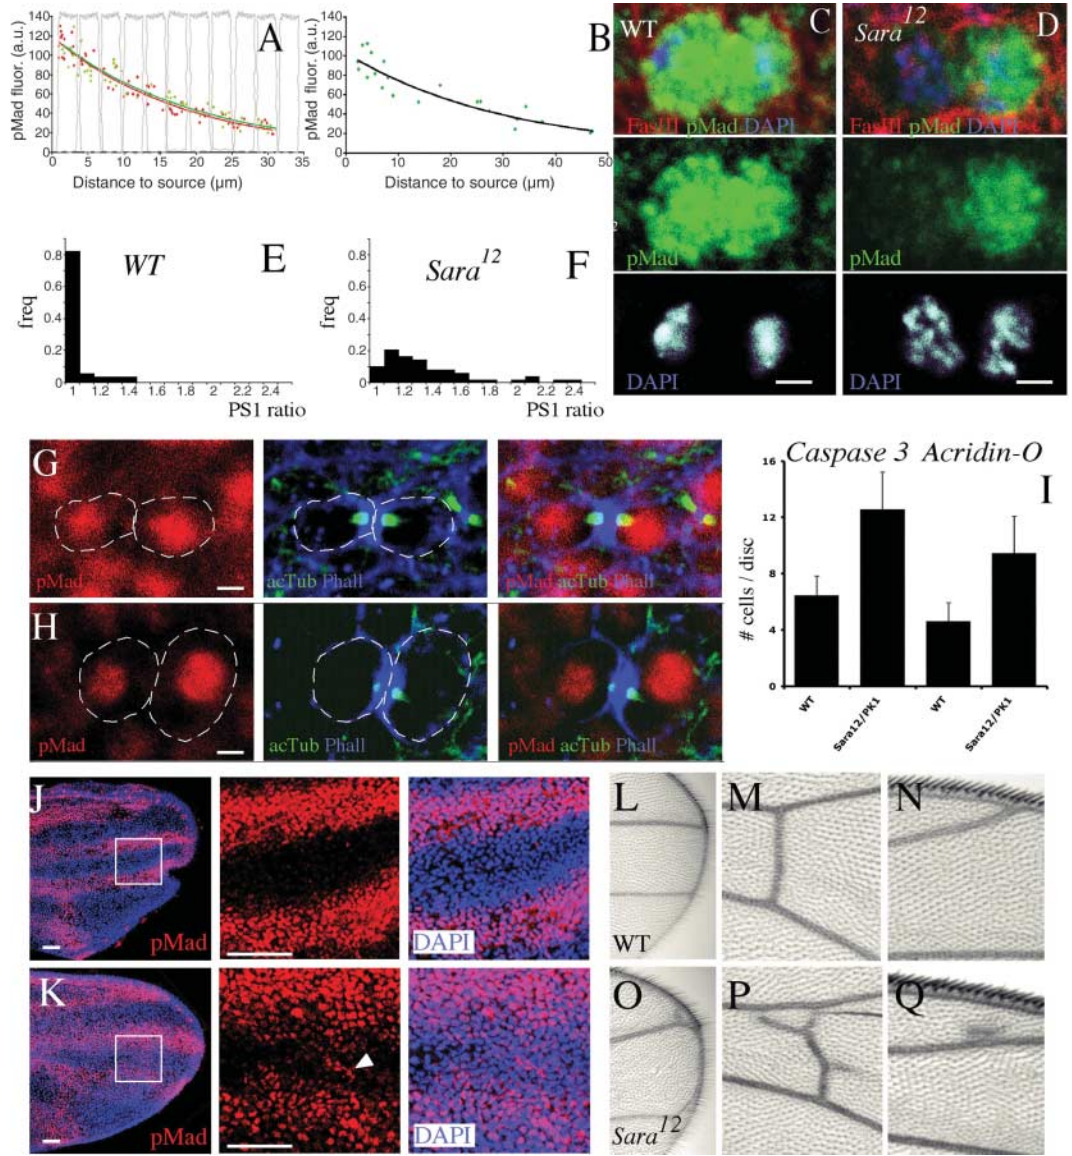 A
pMad fluor. (a.u.)
140
120
100
80
60
40
20
0
0 5 10 15 20 25 30 35
Distance to source (µm)
B
pMad fluor. (a.u.)
140
120
100
80
60
40
20
0
0 10 20 30 40 50
Distance to source (µm)
WT
C
FasIII pMad DAPI
pMad
DAPI
Sara 12
D
FasIII pMad DAPI
pMad
DAPI
WT
E
freq
0.8
0.6
0.4
0.2
0
1 1.2 1.4 1.6 1.8 2 2.2 2.4
PS1 ratio
Sara 12
F
freq
0.8
0.6
0.4
0.2
0
1 1.2 1.4 1.6 1.8 2 2.2 2.4
PS1 ratio
G
pMad
acTub Phall
pMad acTub Phall
H
pMad
acTub Phall
pMad acTub Phall
Caspase 3 Acridin-O
I
# cells / disc
16
12
8
4
0
WT
Sara12/PK1
WT
Sara12/PK1
J
pMad
DAPI
K
pMad
DAPI
L
WT
M
N
O
Sara 12
P
Q